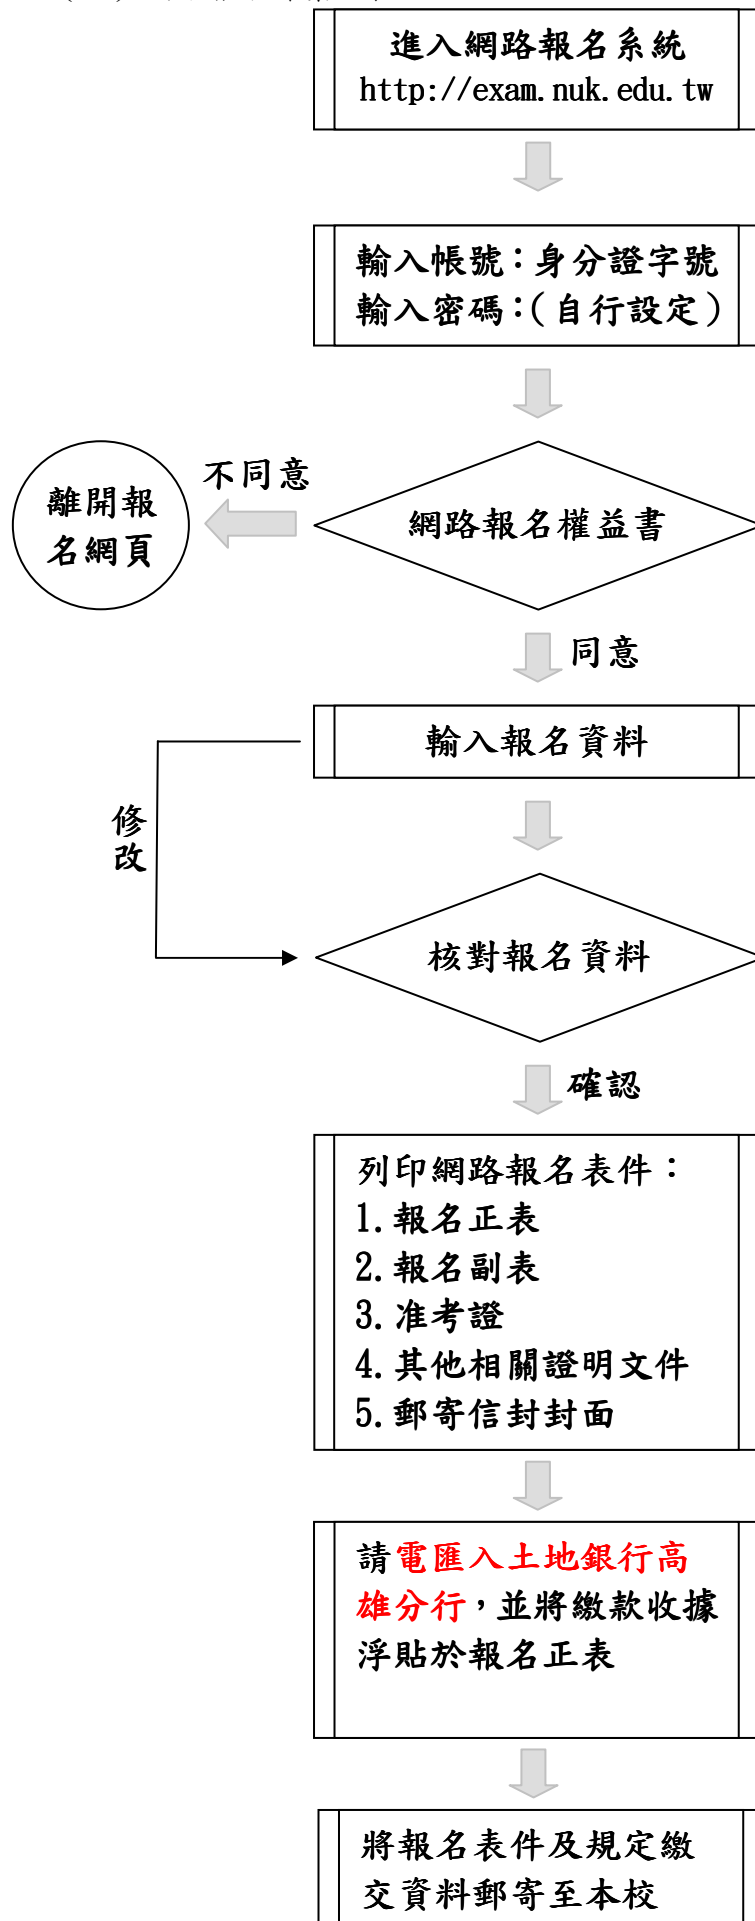 進入網路報名系統
http://exam.nuk.edu.tw
輸入帳號：身分證字號
輸入密碼：(自行設定)
不同意
離開報
名網頁
網路報名權益書
同意
輸入報名資料
修
改
核對報名資料
確認
列印網路報名表件：
1.報名正表
2.報名副表
3.准考證
4.其他相關證明文件
5.郵寄信封封面
請電匯入土地銀行高
雄分行，並將繳款收據
浮貼於報名正表
將報名表件及規定繳
交資料郵寄至本校